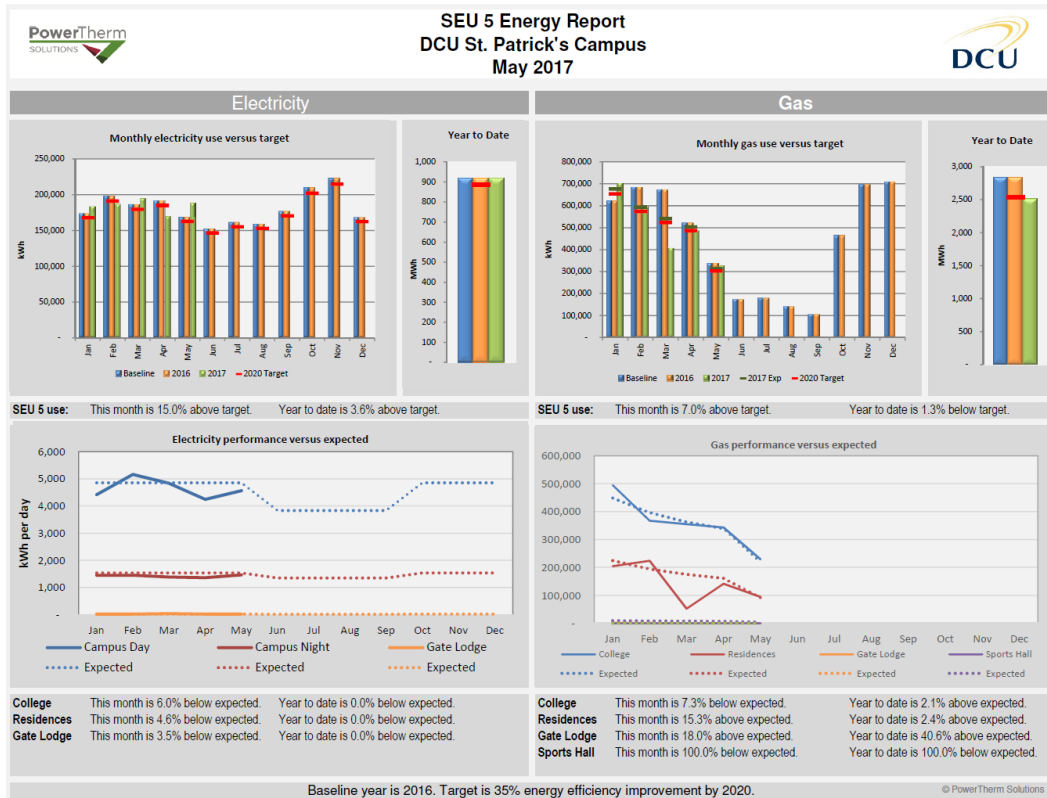 PowerTherm
SOLUTIONS
SEU 5 Energy Report
DCU St. Patrick's Campus
May 2017
DCU
Electricity
Monthly electricity use versus target
250,000
200,000
150,000
100,000
50,000
-
kWh
Jan Feb Mar Apr May Jun Jul Aug Sep Oct Nov Dec
Baseline 2016 2017 2020 Target
Year to Date
1,000
900
800
700
600
500
400
300
200
100
-
MWh
SEU 5 use: This month is 15.0% above target. Year to date is 3.6% above target.
Electricity performance versus expected
6,000
5,000
4,000
3,000
2,000
1,000
-
kWh per day
Jan Feb Mar Apr May Jun Jul Aug Sep Oct Nov Dec
Campus Day Campus Night Gate Lodge
Expected Expected Expected
College This month is 6.0% below expected. Year to date is 0.0% below expected.
Residences This month is 4.6% below expected. Year to date is 0.0% below expected.
Gate Lodge This month is 3.5% below expected. Year to date is 0.0% below expected.
Gas
Monthly gas use versus target
800,000
700,000
600,000
500,000
400,000
300,000
200,000
100,000
-
kWh
Jan Feb Mar Apr May Jun Jul Aug Sep Oct Nov Dec
Baseline 2016 2017 2017 Exp 2020 Target
Year to Date
3,000
2,500
2,000
1,500
1,000
500
-
MWh
SEU 5 use: This month is 7.0% above target. Year to date is 1.3% below target.
Gas performance versus expected
600,000
500,000
400,000
300,000
200,000
100,000
-
Jan Feb Mar Apr May Jun Jul Aug Sep Oct Nov Dec
College Residences Gate Lodge Sports Hall
Expected Expected Expected Expected
College This month is 7.3% below expected. Year to date is 2.1% above expected.
Residences This month is 15.3% above expected. Year to date is 2.4% above expected.
Gate Lodge This month is 18.0% above expected. Year to date is 40.6% above expected.
Sports Hall This month is 100.0% below expected. Year to date is 100.0% below expected.
Baseline year is 2016. Target is 35% energy efficiency improvement by 2020.
© PowerTherm Solutions